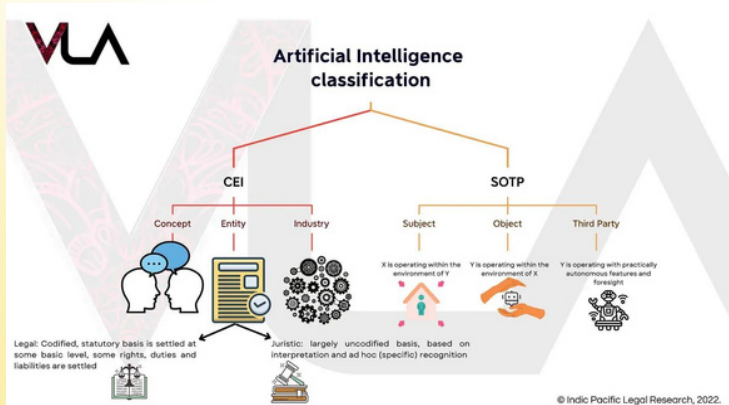 VLA
Artificial Intelligence
classification
CEI
SOTP
Concept
Entity
Industry
Subject
Object
Third Party
X is operating within the
environment of Y
Y is operating within the
environment of X
Y is operating with practically
autonomous features and
foresight
Legal: Codified, statutory basis is settled at
some basic level, some rights, duties and
liabilities are settled
Juristic: largely uncodified basis, based on
interpretation and ad hoc (specific) recognition
© Indic Pacific Legal Research, 2022.